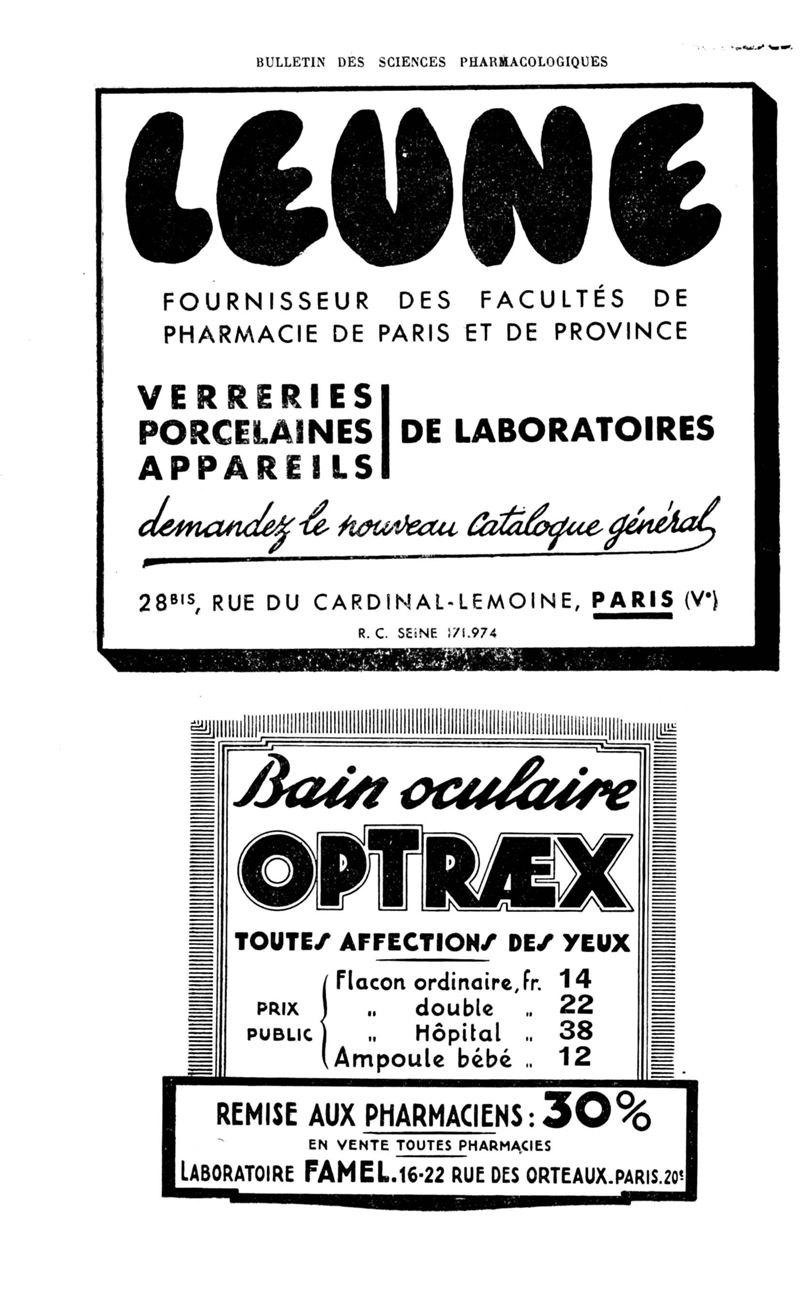 BULLETIN DES SCIENCES PHARMACOLOGIQUES
LEUNE
FOURNISSEUR DES FACULTÉS DE
PHARMACIE DE PARIS ET DE PROVINCE
VERRERIES
PORCELAINES DE LABORATOIRES
APPAREILS
demandez le nouveau catalogue général
28BIS, RUE DU CARDINAL-LEMOINE, PARIS (Ve)
R. C. SEINE 171.974
Bain oculaire
OPTRÆX
TOUTES AFFECTIONS DES YEUX
PRIX PUBLIC
Flacon ordinaire, fr. 14
„ double „ 22
„ Hôpital „ 38
Ampoule bébé „ 12
REMISE AUX PHARMACIENS : 30%
EN VENTE TOUTES PHARMACIES
LABORATOIRE FAMEL. 16-22 RUE DES ORTEAUX. PARIS. 20e